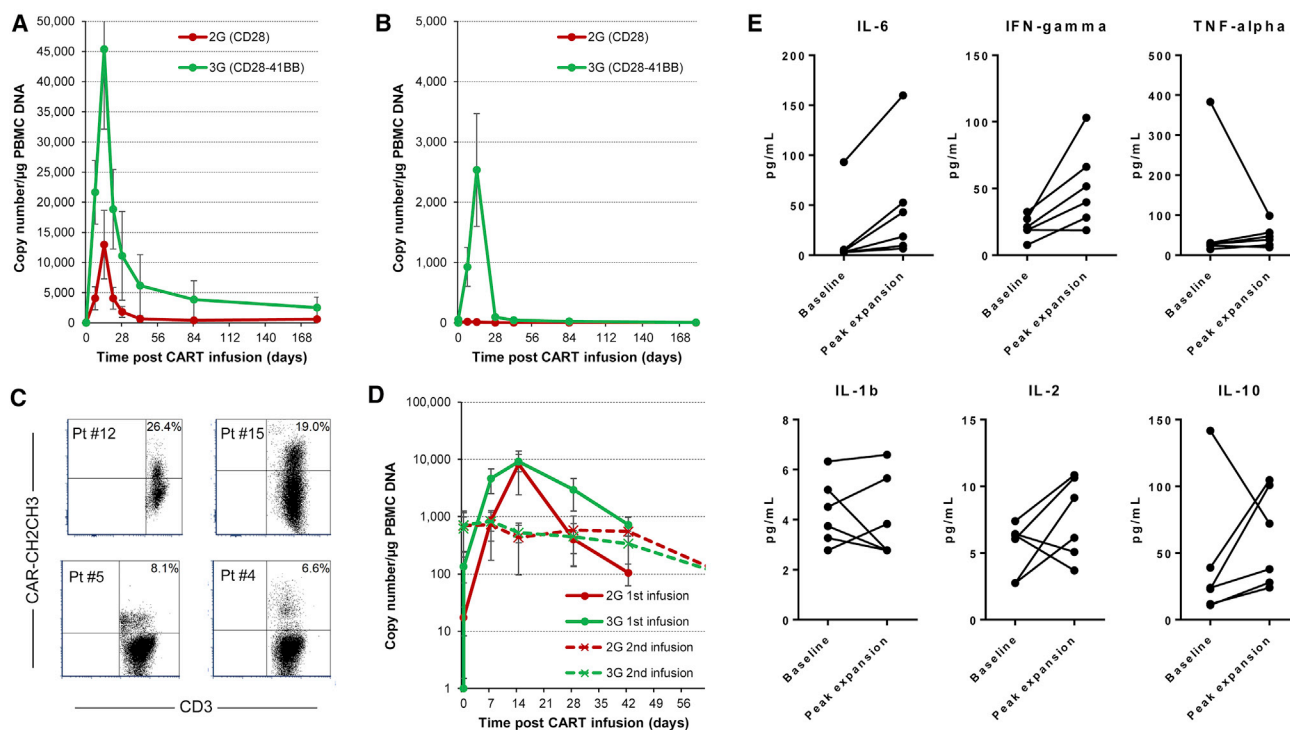 A
50,000
45,000
40,000
35,000
30,000
25,000
20,000
15,000
10,000
5,000
0
Copy number/µg PBMC DNA
2G (CD28)
3G (CD28-41BB)
0 28 56 84 112 140 168
Time post CART infusion (days)
B
5,000
4,000
3,000
2,000
1,000
0
Copy number/µg PBMC DNA
2G (CD28)
3G (CD28-41BB)
0 28 56 84 112 140 168
Time post CART infusion (days)
C
Pt #12 26.4%
Pt #15 19.0%
Pt #5 8.1%
Pt #4 6.6%
CAR-CH2CH3
CD3
D
100,000
10,000
1,000
100
10
1
Copy number/µg PBMC DNA
2G 1st infusion
3G 1st infusion
2G 2nd infusion
3G 2nd infusion
0 7 14 21 28 35 42 56
Time post CART infusion (days)
E
IL-6
200
150
100
50
0
pg/mL
Baseline
Peak expansion
IFN-gamma
150
100
50
0
pg/mL
Baseline
Peak expansion
TNF-alpha
500
400
300
200
100
0
pg/mL
Baseline
Peak expansion
IL-1b
8
6
4
2
0
pg/mL
Baseline
Peak expansion
IL-2
15
10
5
0
pg/mL
Baseline
Peak expansion
IL-10
150
100
50
0
pg/mL
Baseline
Peak expansion